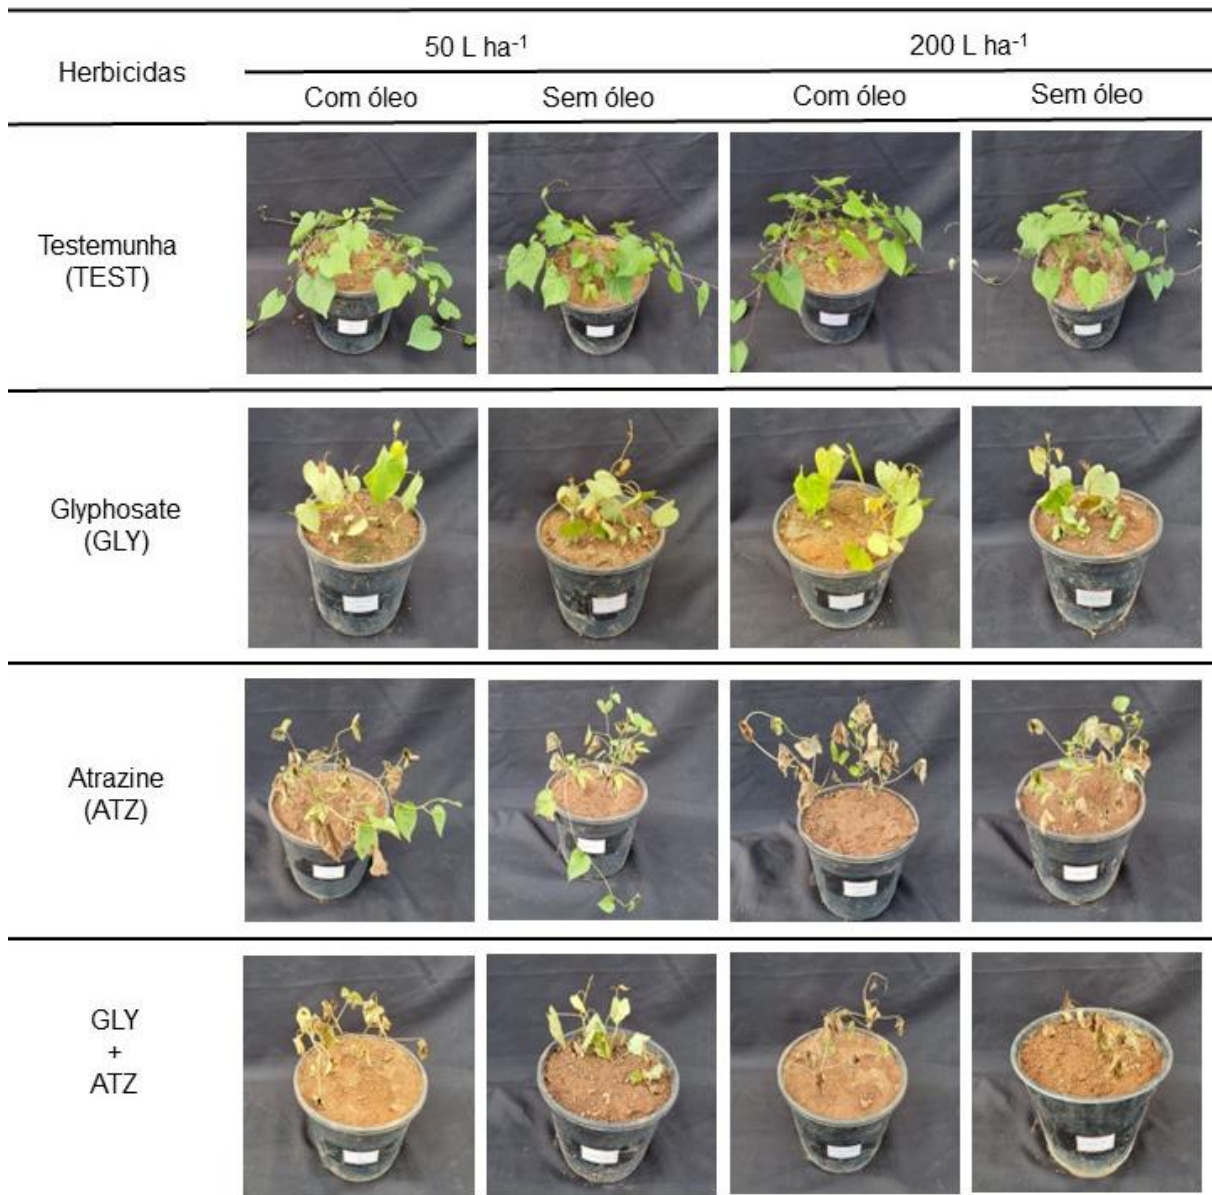 Herbicidas
50 L ha⁻¹
200 L ha⁻¹
Com óleo
Sem óleo
Com óleo
Sem óleo
Testemunha
(TEST)
Glyphosate
(GLY)
Atrazine
(ATZ)
GLY
+
ATZ